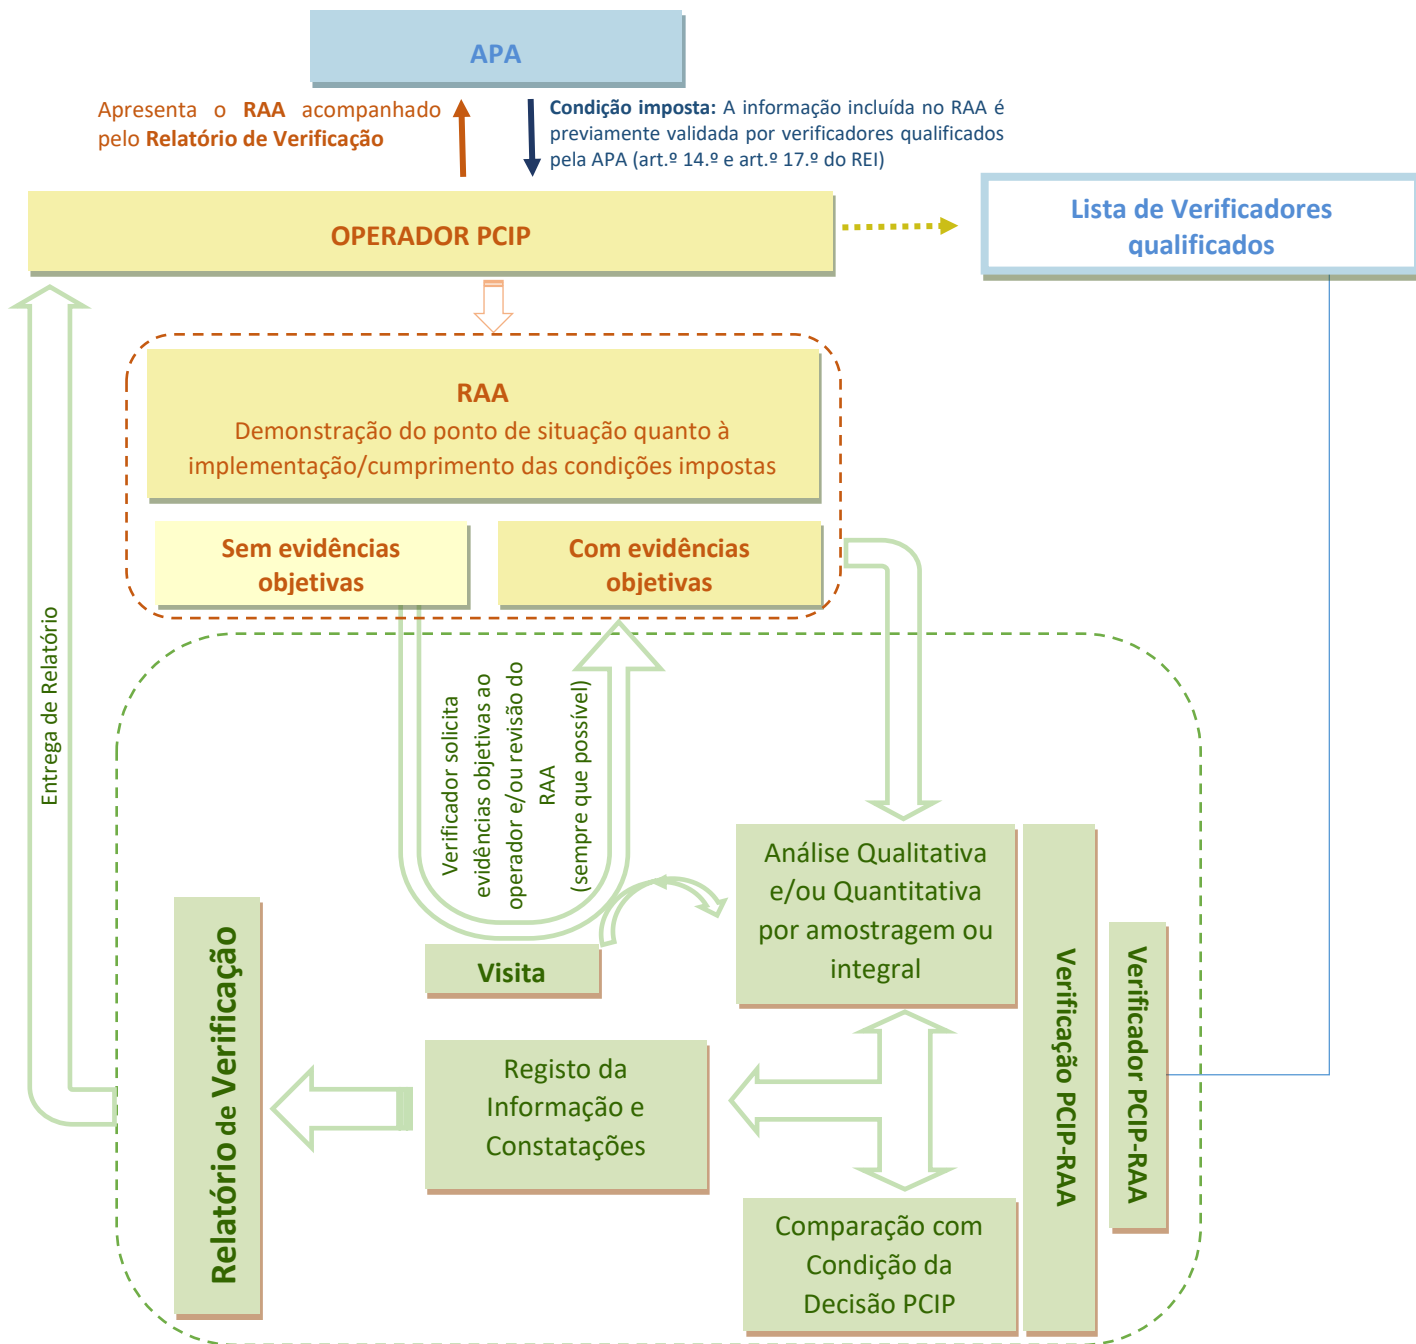 APA
Apresenta o RAA acompanhado
pelo Relatório de Verificação
Condição imposta: A informação incluída no RAA é
previamente validada por verificadores qualificados
pela APA (art.º 14.º e art.º 17.º do REI)
OPERADOR PCIP
Lista de Verificadores
qualificados
RAA
Demonstração do ponto de situação quanto à
implementação/cumprimento das condições impostas
Sem evidências
objetivas
Com evidências
objetivas
Entrega de Relatório
Verificador solicita
evidências objetivas ao
operador e/ou revisão do
RAA
(sempre que possível)
Análise Qualitativa
e/ou Quantitativa
por amostragem ou
integral
Visita
Verificação PCIP-RAA
Verificador PCIP-RAA
Relatório de Verificação
Registo da
Informação e
Constatações
Comparação com
Condição da
Decisão PCIP